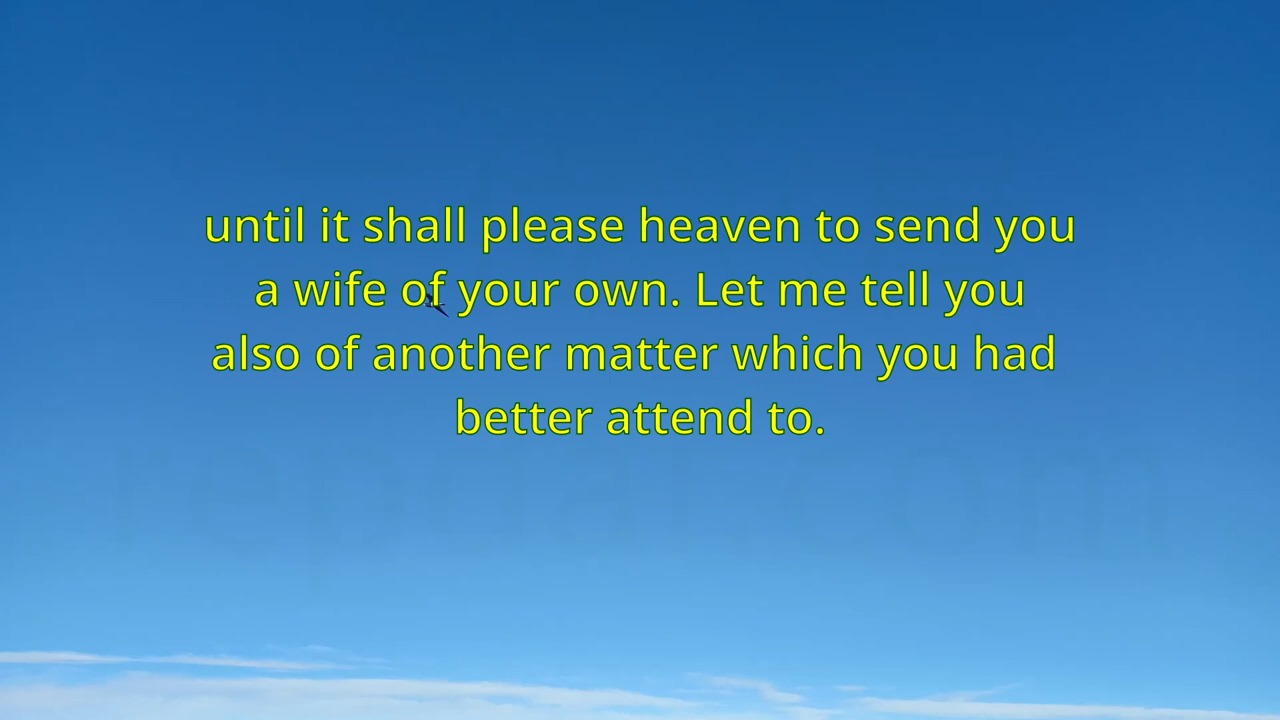 until it shall please heaven to send you
a wife of your own. Let me tell you
also of another matter which you had
better attend to.